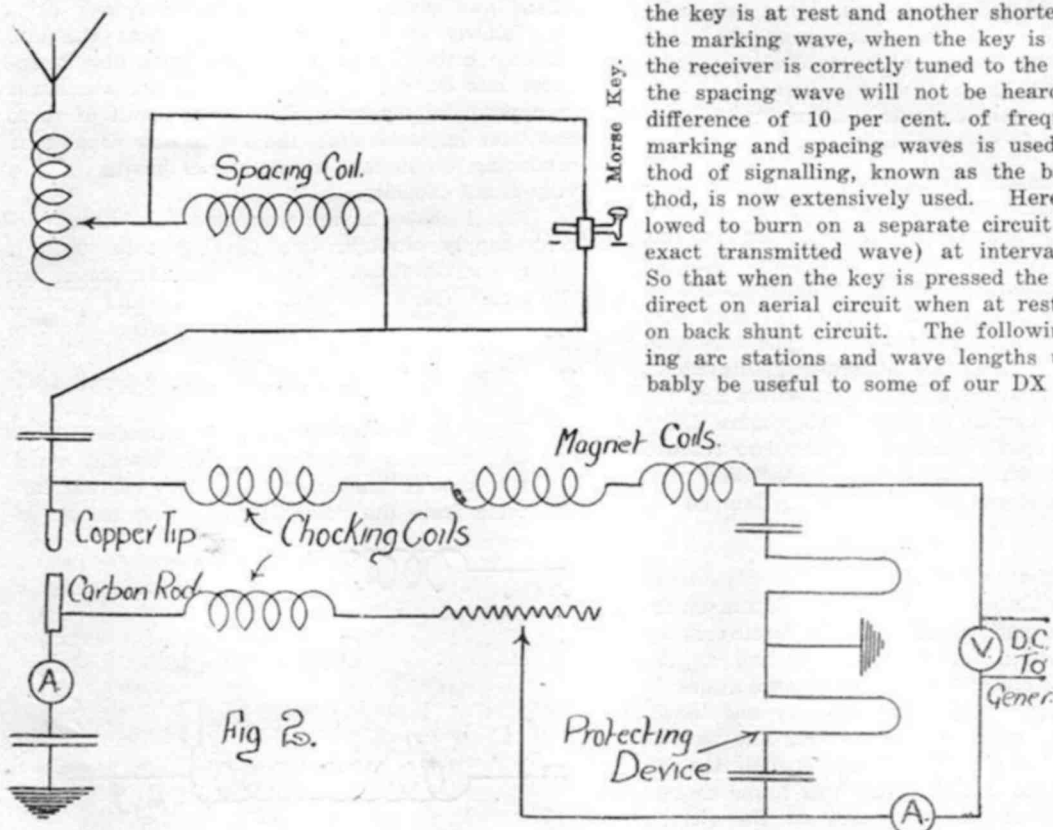 the key is at rest and another shorte
the marking wave, when the key is
the receiver is correctly tuned to the
the spacing wave will not be heard
difference of 10 per cent. of frequ
marking and spacing waves is used
thod of signalling, known as the b
thod, is now extensively used. Here
lowed to burn on a separate circuit
exact transmitted wave) at interva
So that when the key is pressed the
direct on aerial circuit when at rest
on back shunt circuit. The followin
ing arc stations and wave lengths
bably be useful to some of our DX
Morse Key.
Spacing Coil.
Magnet Coils.
Copper Tip
Chocking Coils
Carbon Rod
A
V.
D.C.
To
Gener
Fig 2.
Protecting
Device
A.